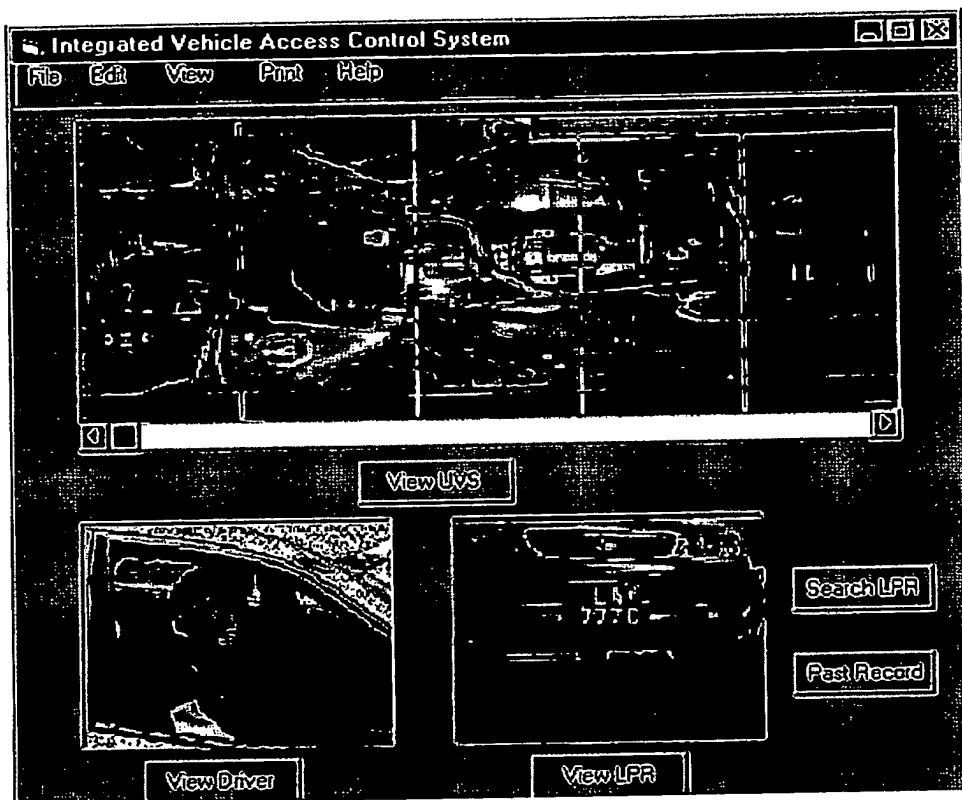 Integrated Vehicle Access Control System
File Edit View Print Help
View UVS
Search LPR
Past Record
View Driver
View LPR